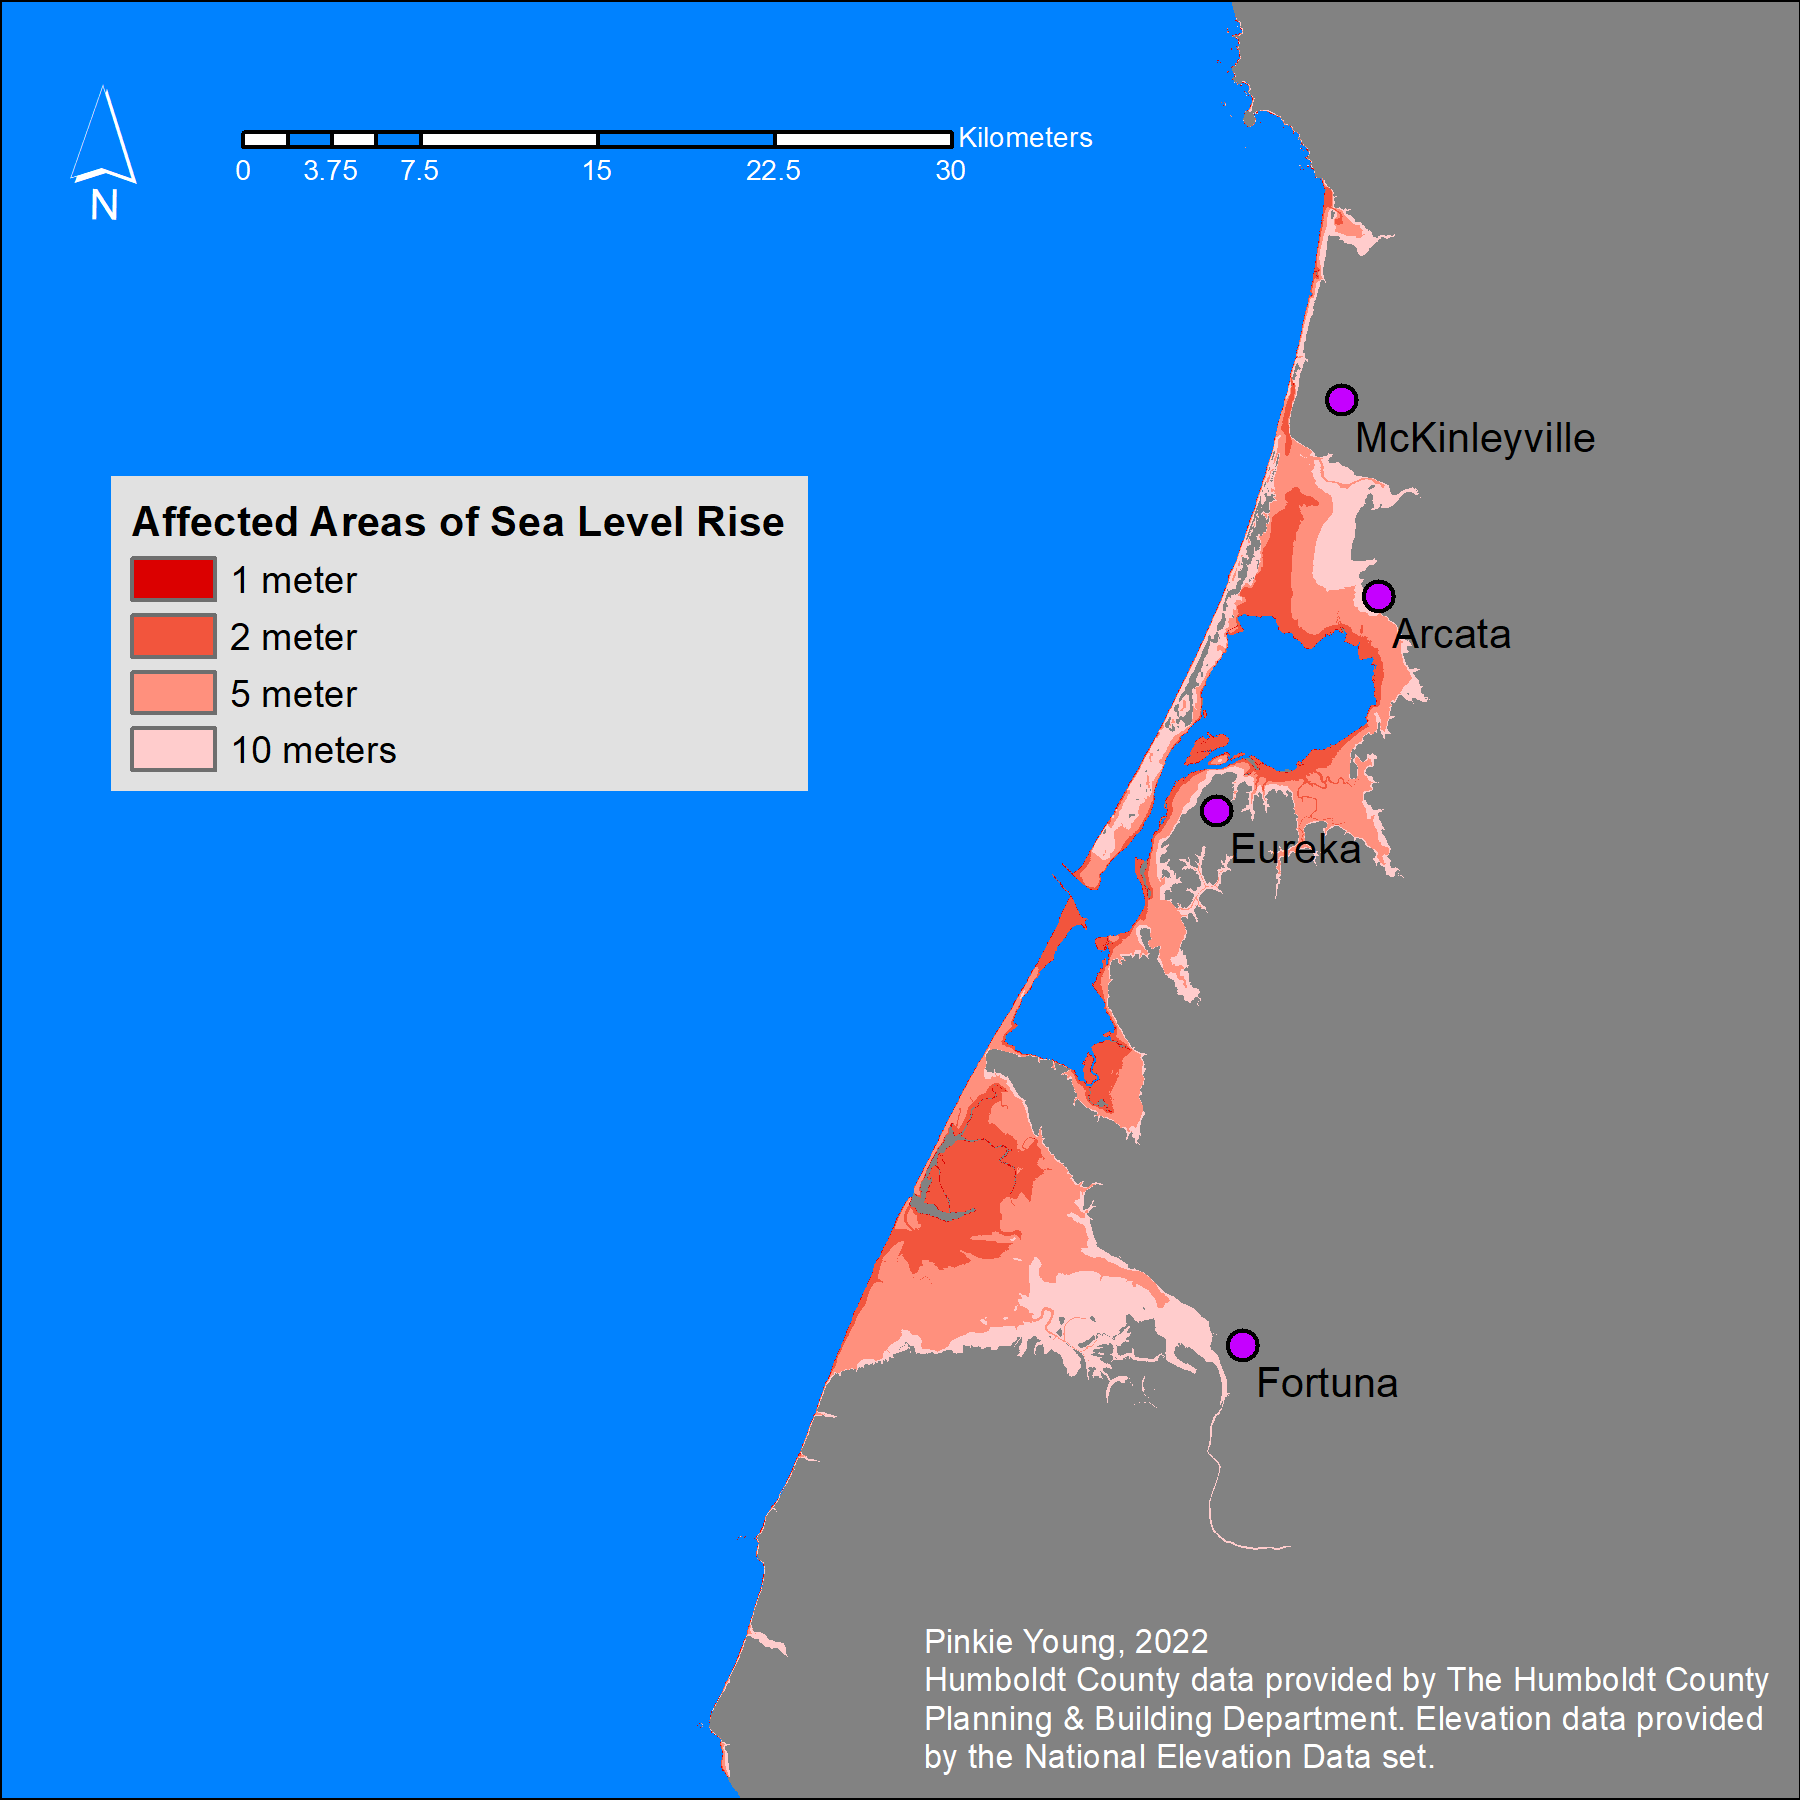 Kilometers
0 3.75 7.5 15 22.5 30
N
McKinleyville
Affected Areas of Sea Level Rise
1 meter
2 meter
5 meter
10 meters
Arcata
Eureka
Fortuna
Pinkie Young, 2022
Humboldt County data provided by The Humboldt County
Planning & Building Department. Elevation data provided
by the National Elevation Data set.